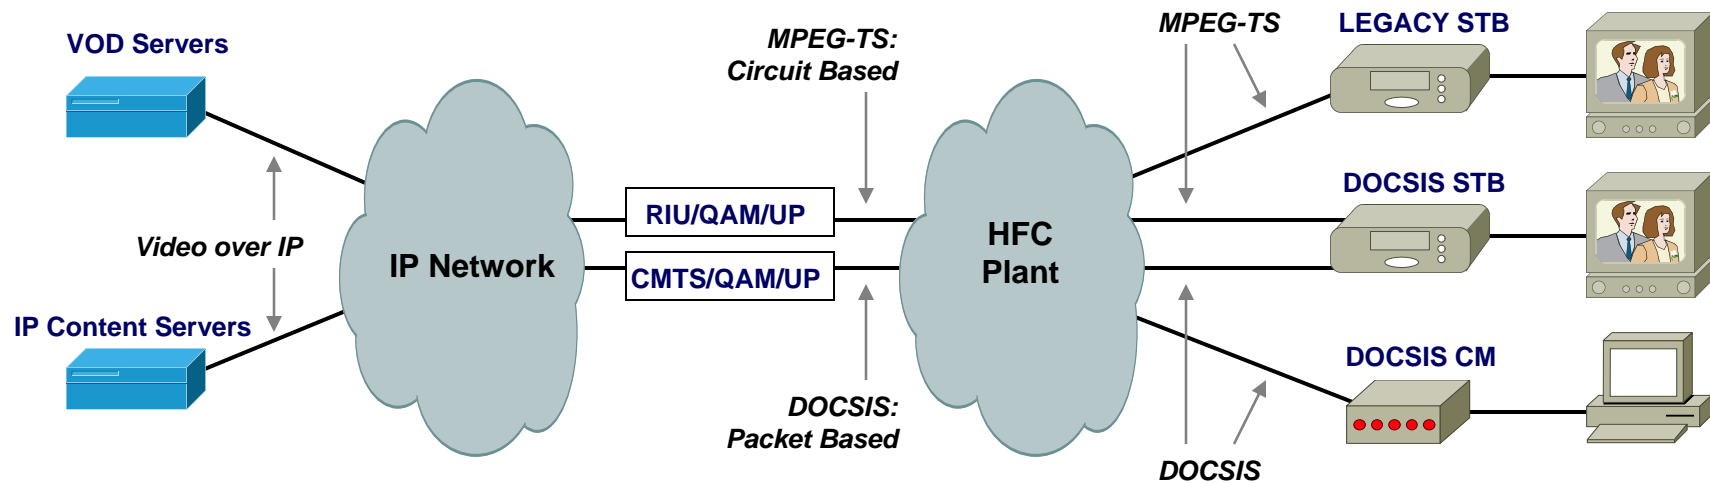 VOD Servers
MPEG-TS:
Circuit Based
MPEG-TS
LEGACY STB
Video over IP
IP Network
RIU/QAM/UP
CMTS/QAM/UP
HFC
Plant
DOCSIS STB
IP Content Servers
DOCSIS:
Packet Based
DOCSIS
DOCSIS CM